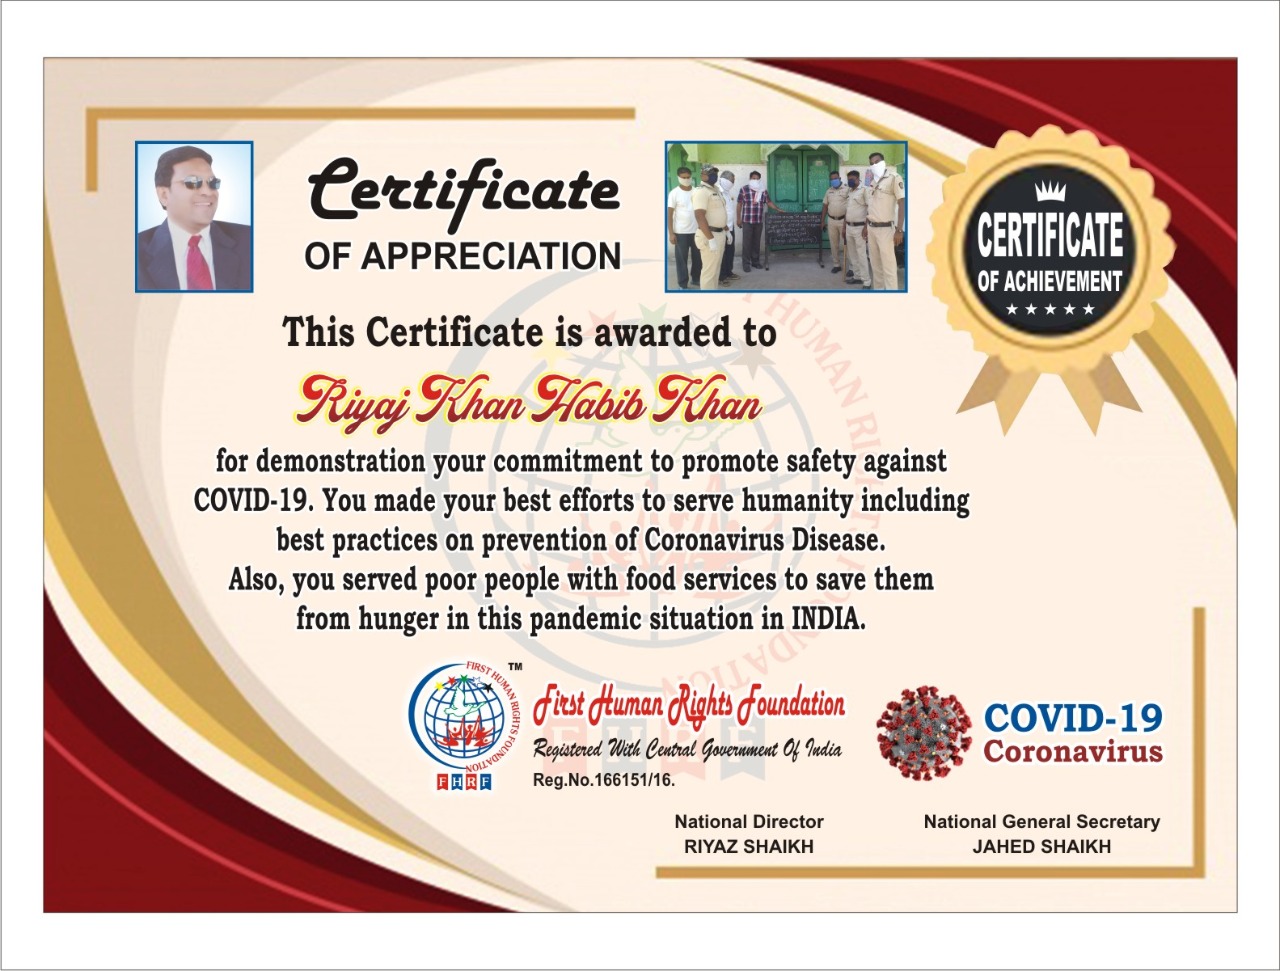 Certificate
OF APPRECIATION
CERTIFICATE
OF ACHIEVEMENT
This Certificate is awarded to
Riyaj Khan Habib Khan
for demonstration your commitment to promote safety against
COVID-19. You made your best efforts to serve humanity including
best practices on prevention of Coronavirus Disease.
Also, you served poor people with food services to save them
from hunger in this pandemic situation in INDIA.
FIRST HUMAN RIGHTS FOUNDATION
TM
FHRF
First Human Rights Foundation
Registered With Central Government Of India
Reg.No.166151/16.
COVID-19
Coronavirus
National Director
RIYAZ SHAIKH
National General Secretary
JAHED SHAIKH